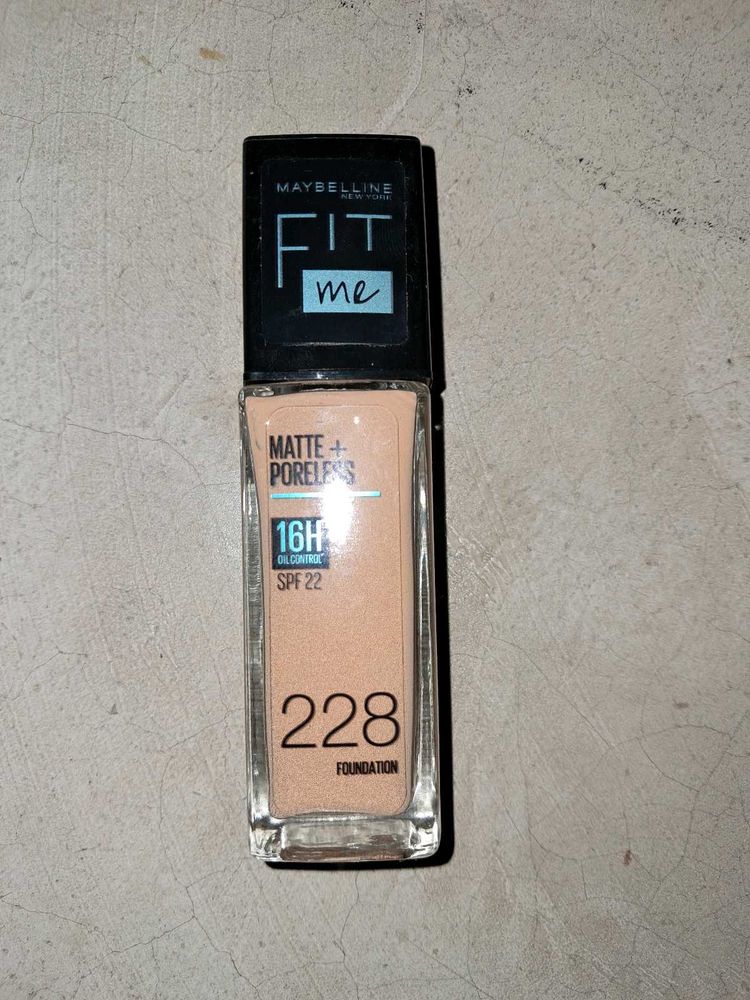 MAYBELLINE
NEW YORK
FIT
me
MATTE +
PORELESS
16H
OIL CONTROL
SPF 22
228
FOUNDATION